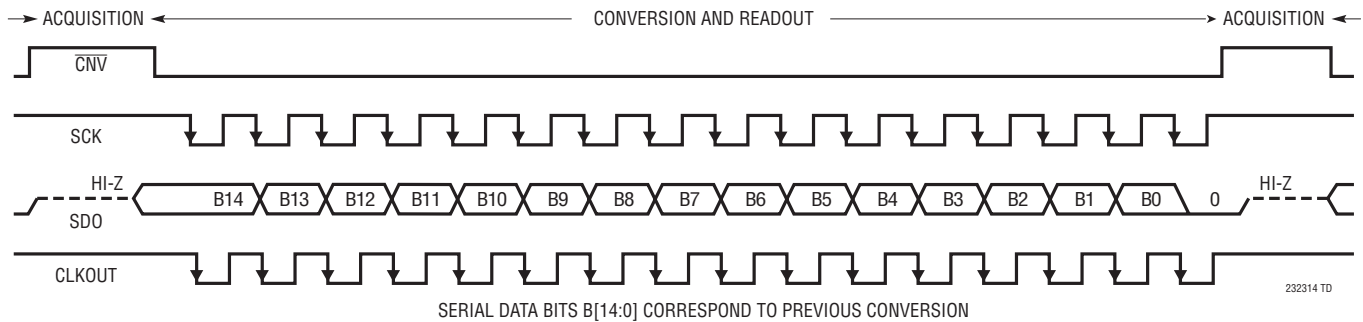 ACQUISITION CONVERSION AND READOUT ACQUISITION
CNV
SCK
HI-Z B14 B13 B12 B11 B10 B9 B8 B7 B6 B5 B4 B3 B2 B1 B0 0 HI-Z
SDO
CLKOUT
232314 TD
SERIAL DATA BITS B[14:0] CORRESPOND TO PREVIOUS CONVERSION